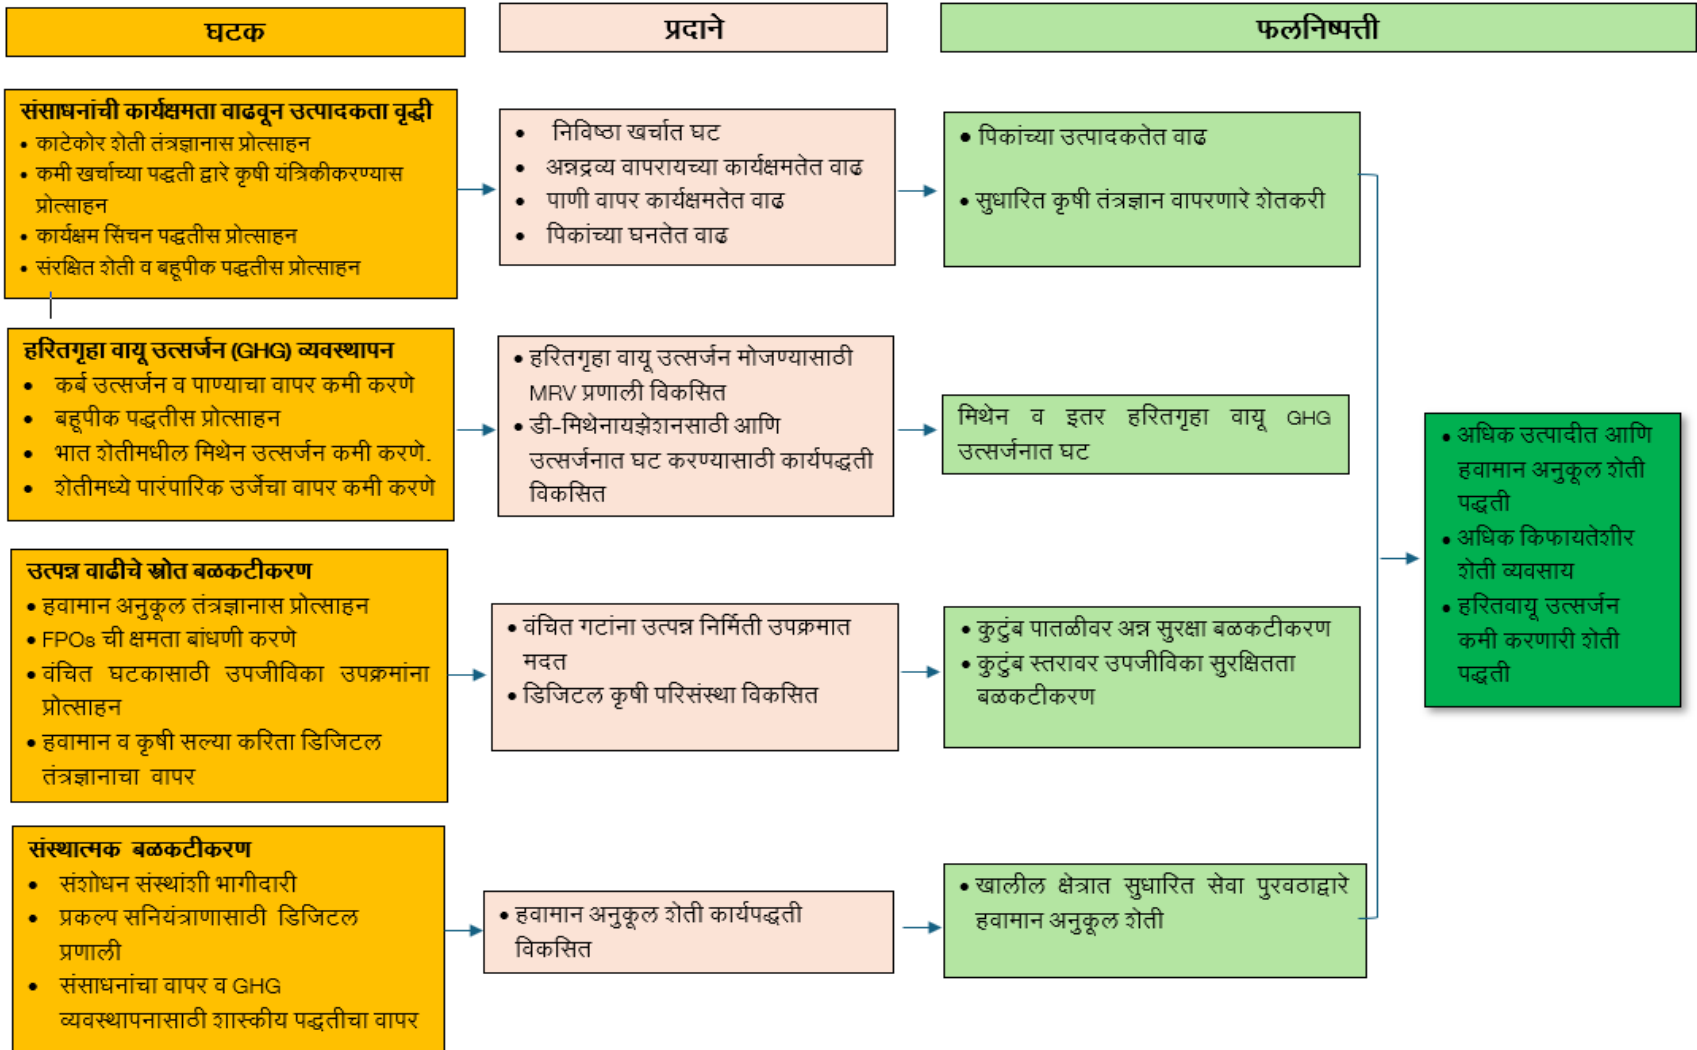 घटक
प्रदाने
फलनिष्पत्ती
संसाधनांची कार्यक्षमता वाढवून उत्पादकता वृद्धी
• काटेकोर शेती तंत्रज्ञानास प्रोत्साहन
• कमी खर्चाच्या पद्धती द्वारे कृषी यंत्रिकीकरण्यास
प्रोत्साहन
• कार्यक्षम सिंचन पद्धतीस प्रोत्साहन
• संरक्षित शेती व बहूपीक पद्धतीस प्रोत्साहन
• निविष्ठा खर्चात घट
• अन्नद्रव्य वापरायच्या कार्यक्षमतेत वाढ
• पाणी वापर कार्यक्षमतेत वाढ
• पिकांच्या घनतेत वाढ
• पिकांच्या उत्पादकतेत वाढ
• सुधारित कृषी तंत्रज्ञान वापरणारे शेतकरी
हरितगृहा वायू उत्सर्जन (GHG) व्यवस्थापन
• कर्ब उत्सर्जन व पाण्याचा वापर कमी करणे
• बहूपीक पद्धतीस प्रोत्साहन
• भात शेतीमधील मिथेन उत्सर्जन कमी करणे.
• शेतीमध्ये पारंपारिक उर्जेचा वापर कमी करणे
• हरितगृहा वायू उत्सर्जन मोजण्यासाठी
MRV प्रणाली विकसित
• डी-मिथेनायझेशनसाठी आणि
उत्सर्जनात घट करण्यासाठी कार्यपद्धती
विकसित
मिथेन व इतर हरितगृहा वायू GHG
उत्सर्जनात घट
उत्पन्न वाढीचे स्रोत बळकटीकरण
• हवामान अनुकूल तंत्रज्ञानास प्रोत्साहन
• FPOs ची क्षमता बांधणी करणे
• वंचित घटकासाठी उपजीविका उपक्रमांना
प्रोत्साहन
• हवामान व कृषी सल्या करिता डिजिटल
तंत्रज्ञानाचा वापर
• वंचित गटांना उत्पन्न निर्मिती उपक्रमात
मदत
• डिजिटल कृषी परिसंस्था विकसित
• कुटुंब पातळीवर अन्न सुरक्षा बळकटीकरण
• कुटुंब स्तरावर उपजीविका सुरक्षितता
बळकटीकरण
संस्थात्मक बळकटीकरण
• संशोधन संस्थांशी भागीदारी
• प्रकल्प सनियंत्राणासाठी डिजिटल
प्रणाली
• संसाधनांचा वापर व GHG
व्यवस्थापनासाठी शास्कीय पद्धतीचा वापर
• हवामान अनुकूल शेती कार्यपद्धती
विकसित
• खालील क्षेत्रात सुधारित सेवा पुरवठाद्वारे
हवामान अनुकूल शेती
• अधिक उत्पादीत आणि
हवामान अनुकूल शेती
पद्धती
• अधिक किफायतेशीर
शेती व्यवसाय
• हरितवायू उत्सर्जन
कमी करणारी शेती
पद्धती